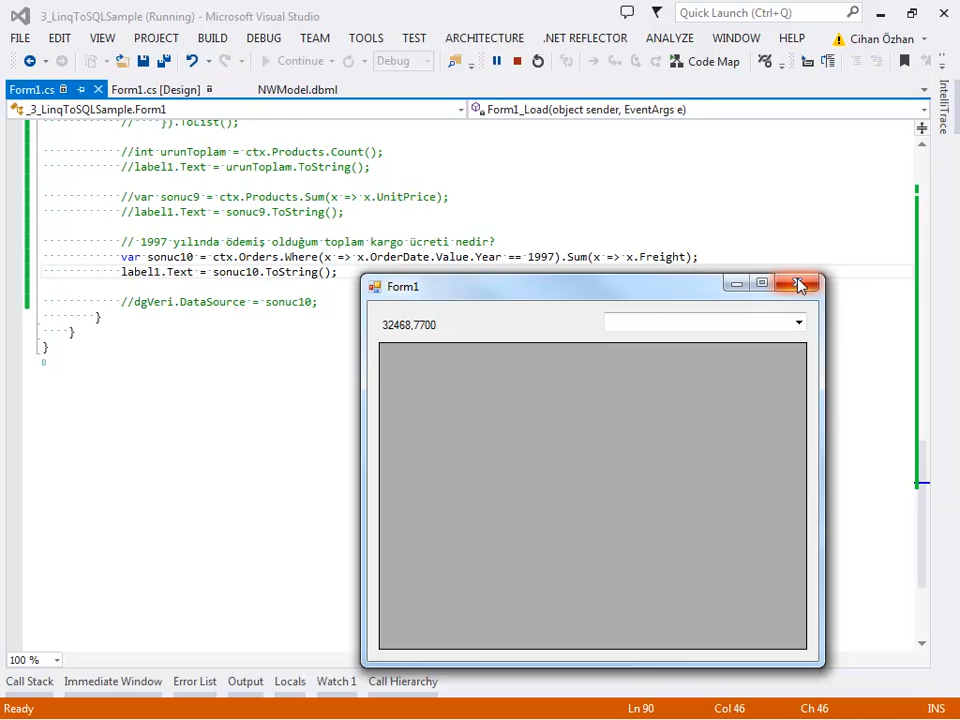 3_LinqToSQLSample (Running) - Microsoft Visual Studio
Quick Launch (Ctrl+Q)
FILE EDIT VIEW PROJECT BUILD DEBUG TEAM TOOLS TEST ARCHITECTURE .NET REFLECTOR ANALYZE WINDOW HELP Cihan Özhan
Continue Debug Code Map
Form1.cs Form1.cs [Design] NWModel.dbml
_3_LinqToSQLSample.Form1 Form1_Load(object sender, EventArgs e)
IntelliTrace
// }).ToList();
//int urunToplam = ctx.Products.Count();
//label1.Text = urunToplam.ToString();
//var sonuc9 = ctx.Products.Sum(x => x.UnitPrice);
//label1.Text = sonuc9.ToString();
// 1997 yılında ödemiş olduğum toplam kargo ücreti nedir?
var sonuc10 = ctx.Orders.Where(x => x.OrderDate.Value.Year == 1997).Sum(x => x.Freight);
label1.Text = sonuc10.ToString();
//dgVeri.DataSource = sonuc10;
}
}
}
Form1
32468,7700
100 %
Call Stack Immediate Window Error List Output Locals Watch 1 Call Hierarchy
Ready Ln 90 Col 46 Ch 46 INS